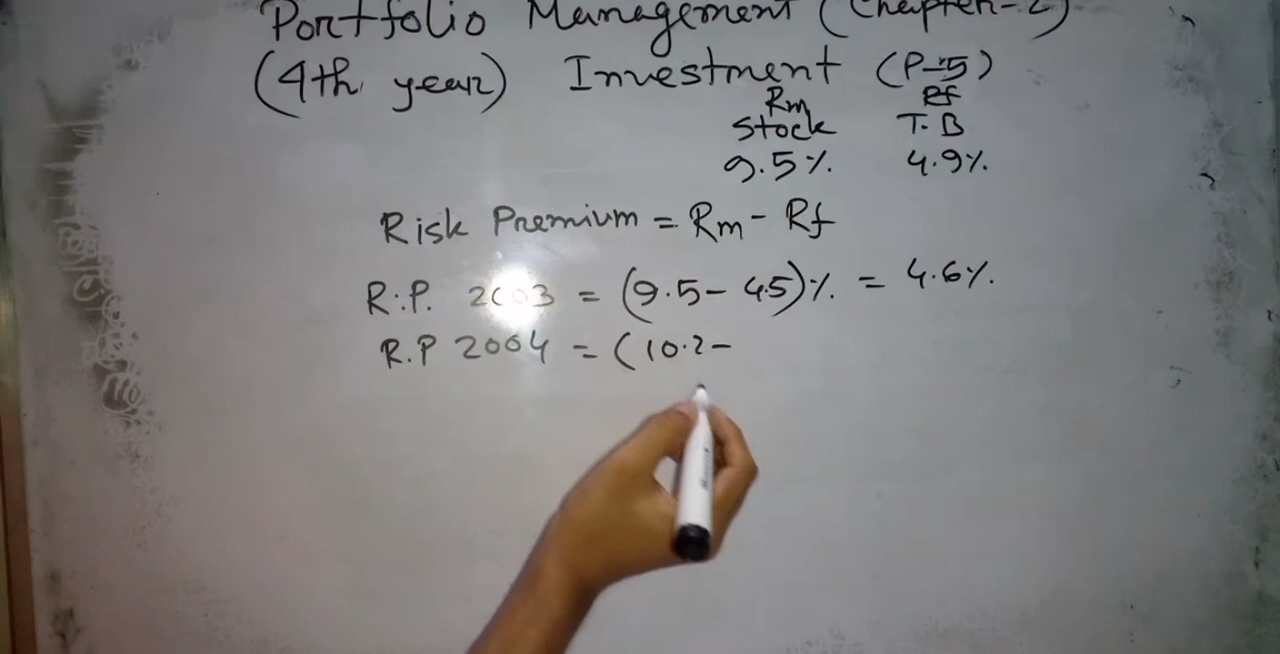 Portfolio Management (Chapter-2)
(4th year) Investment (P-5)
Rm Rf
Stock T.B
9.5% 4.9%
Risk Premium = Rm - Rf
R.P. 2003 = (9.5 - 4.5)% = 4.6%
R.P 2004 = (10.2 -